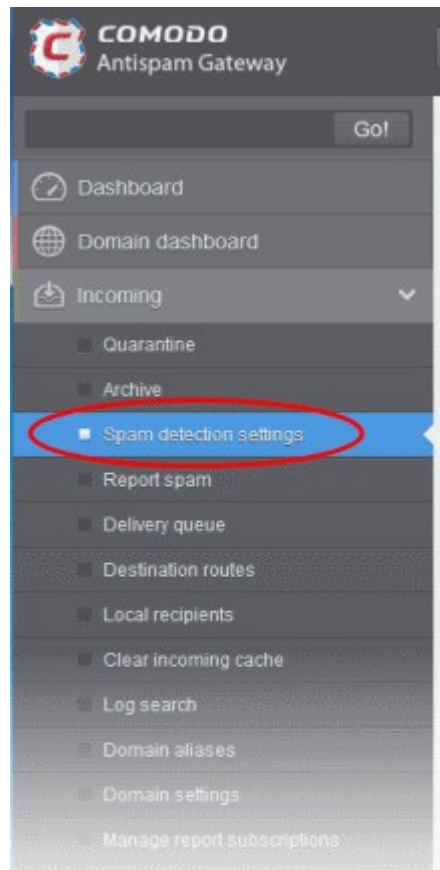 COMODO
Antispam Gateway
Go!
Dashboard
Domain dashboard
Incoming
Quarantine
Archive
Spam detection settings
Report spam
Delivery queue
Destination routes
Local recipients
Clear incoming cache
Log search
Domain aliases
Domain settings
Manage report subscriptions